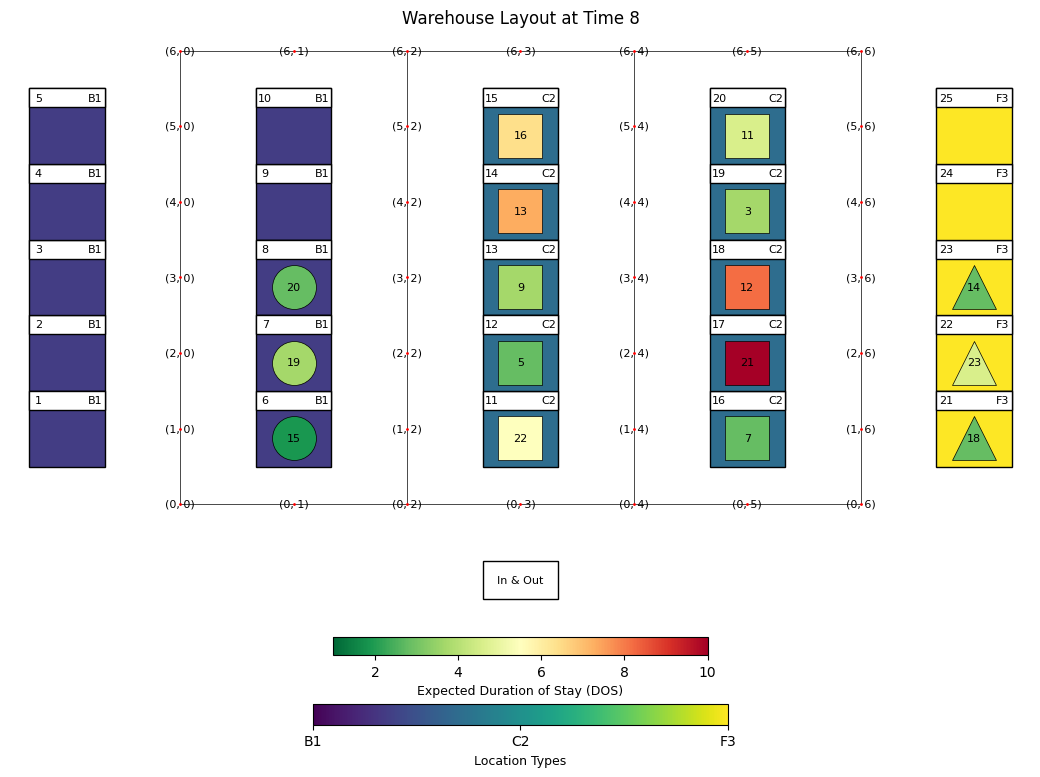 Warehouse Layout at Time 8
(6, 0) (6, 1) (6, 2) (6, 3) (6, 4) (6, 5) (6, 6)
5 B1 10 B1 15 C2 20 C2 25 F3
(5, 0) (5, 2) (5, 4) (5, 6)
16 11
4 B1 9 B1 14 C2 19 C2 24 F3
(4, 0) (4, 2) (4, 4) (4, 6)
13 3
3 B1 8 B1 13 C2 18 C2 23 F3
(3, 0) (3, 2) (3, 4) (3, 6)
20 9 12 14
2 B1 7 B1 12 C2 17 C2 22 F3
(2, 0) (2, 2) (2, 4) (2, 6)
19 5 21 23
1 B1 6 B1 11 C2 16 C2 21 F3
(1, 0) (1, 2) (1, 4) (1, 6)
15 22 7 18
(0, 0) (0, 1) (0, 2) (0, 3) (0, 4) (0, 5) (0, 6)
In & Out
2 4 6 8 10
Expected Duration of Stay (DOS)
B1 C2 F3
Location Types